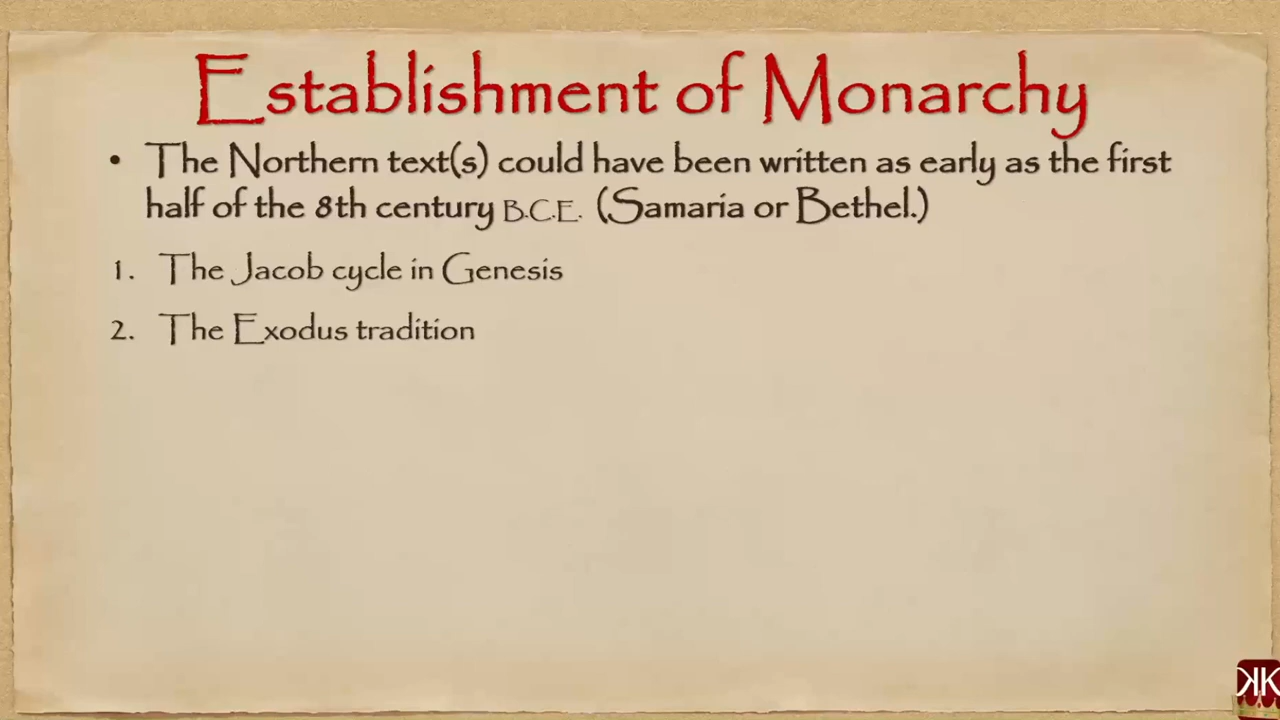 Establishment of Monarchy
• The Northern text(s) could have been written as early as the first
half of the 8th century B.C.E. (Samaria or Bethel.)
1. The Jacob cycle in Genesis
2. The Exodus tradition
KK